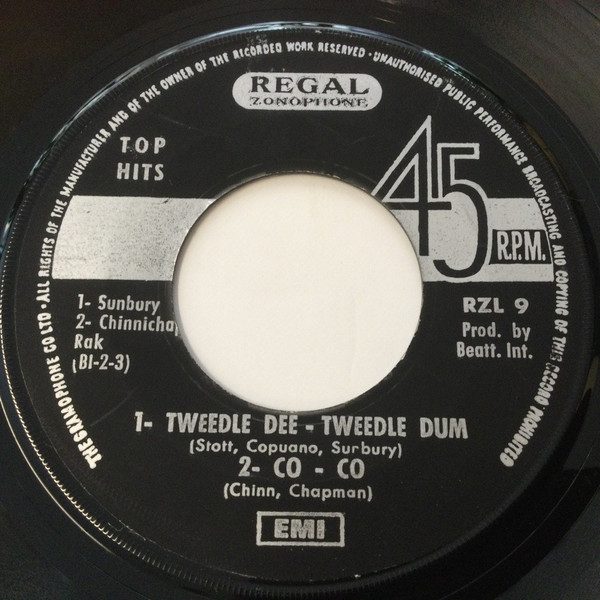 THE GRAMOPHONE CO LTD · ALL RIGHTS OF THE MANUFACTURER AND OF THE OWNER OF THE RECORDED WORK RESERVED · UNAUTHORISED PUBLIC PERFORMANCE BROADCASTING AND COPYING OF THIS RECORD PROHIBITED
REGAL
ZONOPHONE
TOP
HITS
45
R.P.M.
1- Sunbury
2- Chinnicha
Rak
(BI-2-3)
RZL 9
Prod. by
Beatt. Int.
1- TWEEDLE DEE - TWEEDLE DUM
(Stott, Copuano, Surbury)
2- CO - CO
(Chinn, Chapman)
EMI